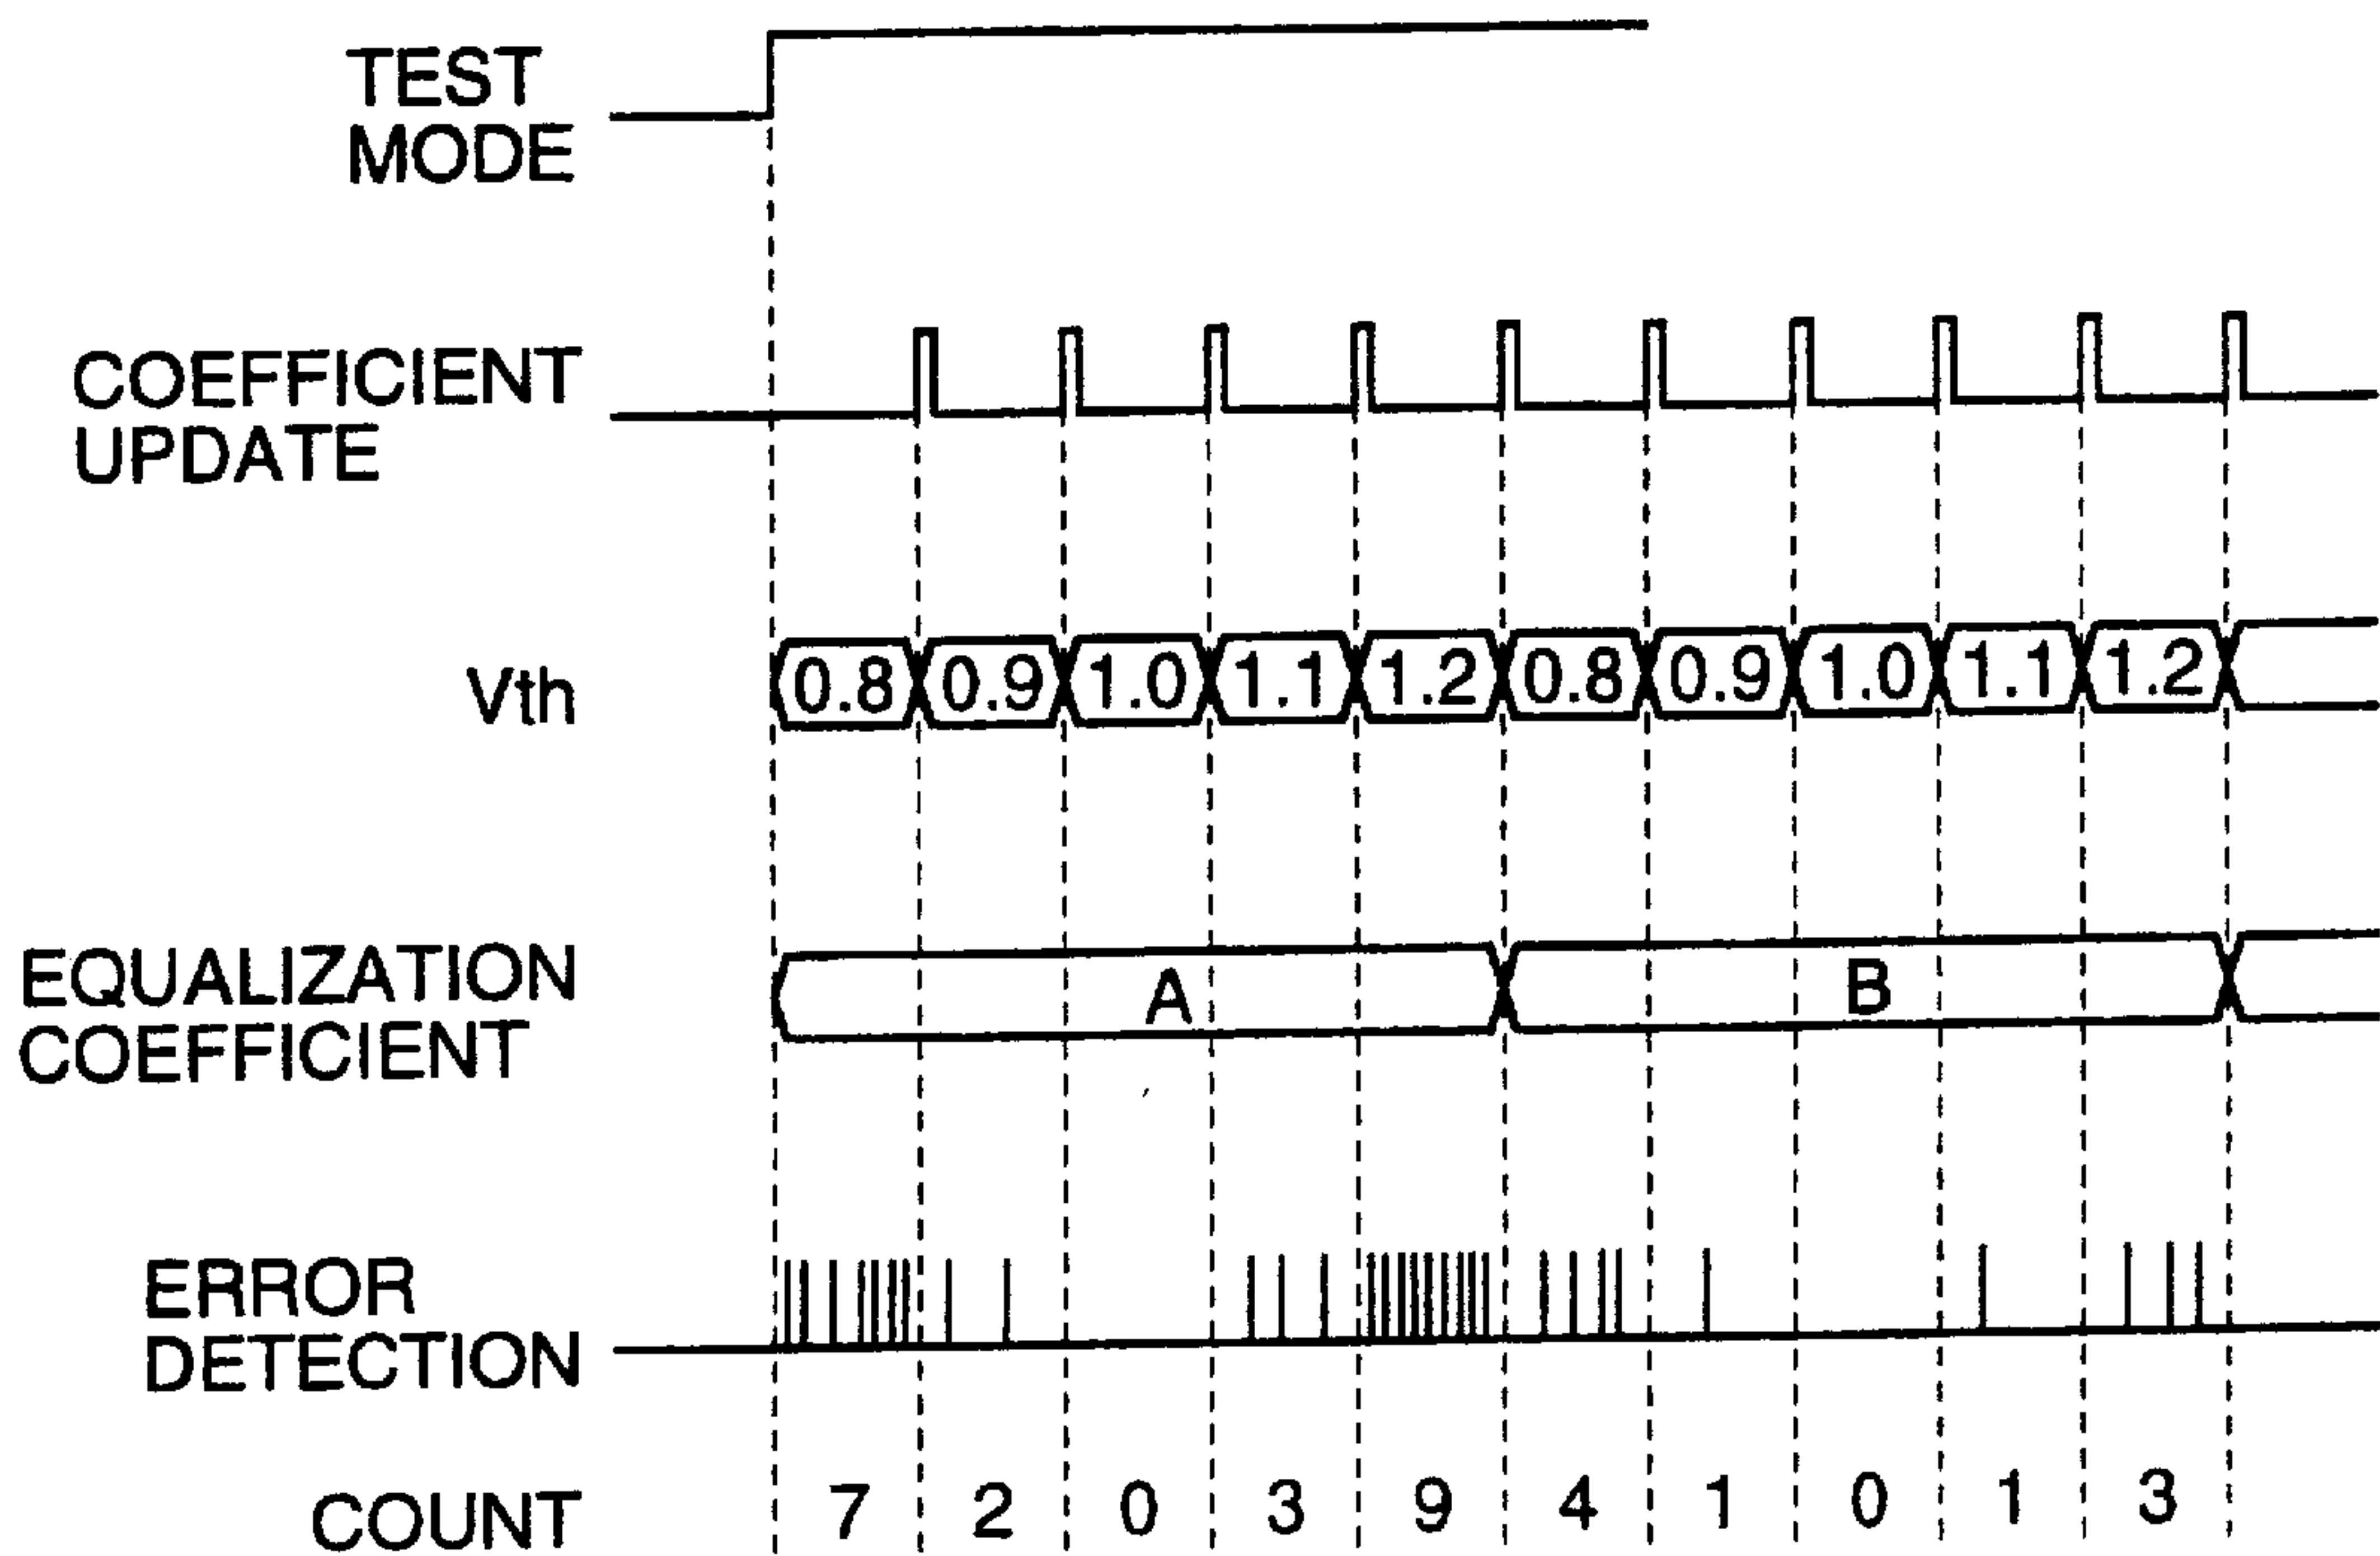 TEST
MODE
COEFFICIENT
UPDATE
Vth 0.8 0.9 1.0 1.1 1.2 0.8 0.9 1.0 1.1 1.2
EQUALIZATION
COEFFICIENT
A B
ERROR
DETECTION
COUNT 7 2 0 3 9 4 1 0 1 3